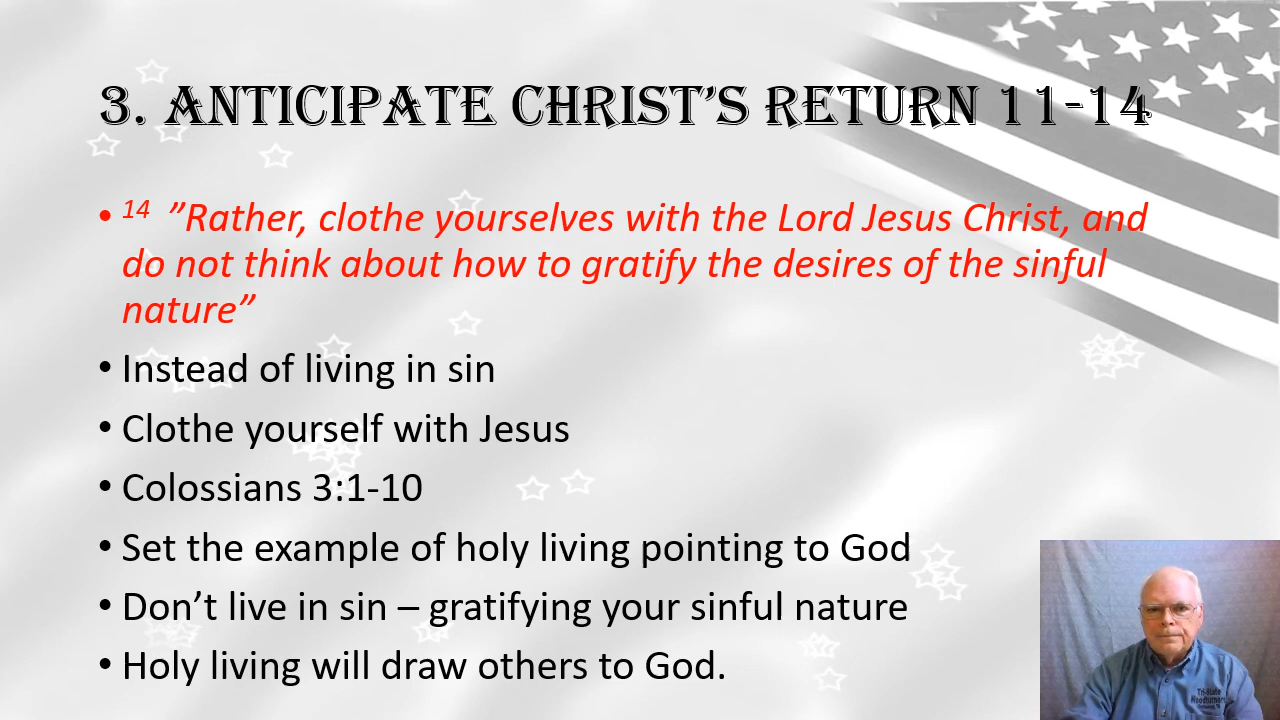 3. ANTICIPATE CHRIST’S RETURN 11-14
• 14 ”Rather, clothe yourselves with the Lord Jesus Christ, and
do not think about how to gratify the desires of the sinful
nature”
• Instead of living in sin
• Clothe yourself with Jesus
• Colossians 3:1-10
• Set the example of holy living pointing to God
• Don’t live in sin – gratifying your sinful nature
• Holy living will draw others to God.
Tri-State
Woodturners